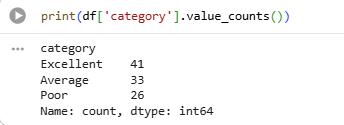 print(df['category'].value_counts())
category
Excellent    41
Average      33
Poor         26
Name: count, dtype: int64